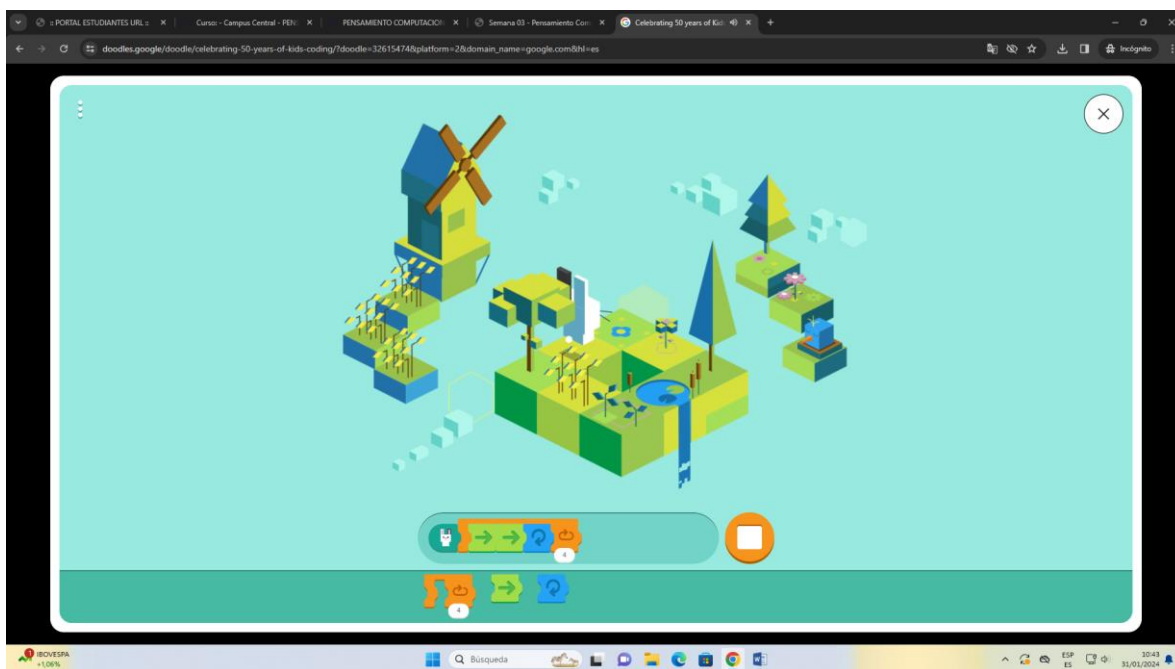 :: PORTAL ESTUDIANTES URL ::
Curso: - Campus Central - PEN
PENSAMIENTO COMPUTACION
Semana 03 - Pensamiento Com
Celebrating 50 years of Kid
doodles.google/doodle/celebrating-50-years-of-kids-coding/?doodle=32615474&platform=2&domain_name=google.com&hl=es
Incógnito
4
4
1
IBOVESPA
+1,06%
Búsqueda
ESP
ES
10:43
31/01/2024